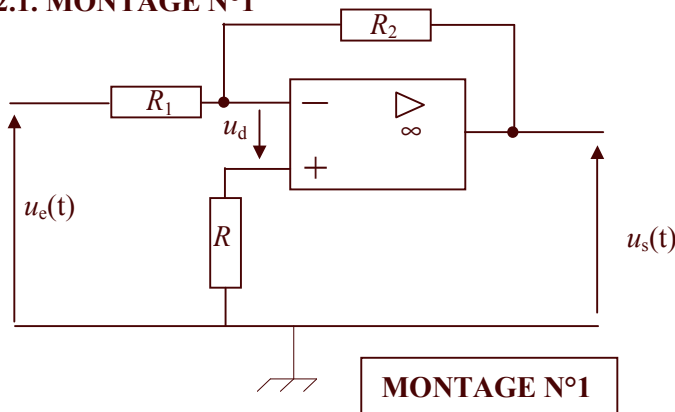 2.1. MONTAGE N°1
R2
R1
−
▷
∞
ud
+
ue(t)
R
us(t)
MONTAGE N°1